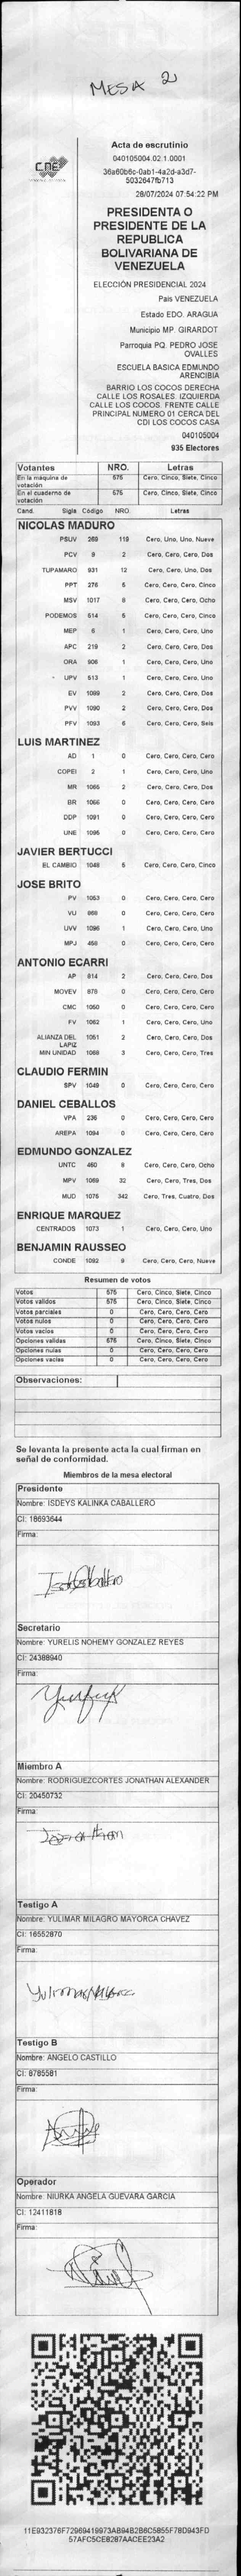 MESA 2
CNE
Acta de escrutinio
040105004.02.1.0001
36a60b6c-0ab1-4a2d-a3d7-
5032647fb713
28/07/2024 07:54:22 PM
PRESIDENTA O
PRESIDENTE DE LA
REPUBLICA
BOLIVARIANA DE
VENEZUELA
ELECCIÓN PRESIDENCIAL 2024
País VENEZUELA
Estado EDO. ARAGUA
Municipio MP. GIRARDOT
Parroquia PQ. PEDRO JOSE
OVALLES
ESCUELA BASICA EDMUNDO
ARENCIBIA
BARRIO LOS COCOS DERECHA
CALLE LOS ROSALES. IZQUIERDA
CALLE LOS COCOS. FRENTE CALLE
PRINCIPAL NUMERO 01 CERCA DEL
CDI LOS COCOS CASA
040105004
935 Electores
Votantes NRO. Letras
En la máquina de votación 575 Cero, Cinco, Siete, Cinco
En el cuaderno de votación 575 Cero, Cinco, Siete, Cinco
Cand. Sigla Código NRO. Letras
NICOLAS MADURO
PSUV 269 119 Cero, Uno, Uno, Nueve
PCV 9 2 Cero, Cero, Cero, Dos
TUPAMARO 931 12 Cero, Cero, Uno, Dos
PPT 276 5 Cero, Cero, Cero, Cinco
MSV 1017 8 Cero, Cero, Cero, Ocho
PODEMOS 514 5 Cero, Cero, Cero, Cinco
MEP 6 1 Cero, Cero, Cero, Uno
APC 219 2 Cero, Cero, Cero, Dos
ORA 906 1 Cero, Cero, Cero, Uno
UPV 513 1 Cero, Cero, Cero, Uno
EV 1099 2 Cero, Cero, Cero, Dos
PVV 1090 2 Cero, Cero, Cero, Dos
PFV 1093 6 Cero, Cero, Cero, Seis
LUIS MARTINEZ
AD 1 0 Cero, Cero, Cero, Cero
COPEI 2 1 Cero, Cero, Cero, Uno
MR 1065 2 Cero, Cero, Cero, Dos
BR 1066 0 Cero, Cero, Cero, Cero
DDP 1091 0 Cero, Cero, Cero, Cero
UNE 1095 0 Cero, Cero, Cero, Cero
JAVIER BERTUCCI
EL CAMBIO 1048 5 Cero, Cero, Cero, Cinco
JOSE BRITO
PV 1053 0 Cero, Cero, Cero, Cero
VU 868 0 Cero, Cero, Cero, Cero
UVV 1096 1 Cero, Cero, Cero, Uno
MPJ 458 0 Cero, Cero, Cero, Cero
ANTONIO ECARRI
AP 814 2 Cero, Cero, Cero, Dos
MOVEV 878 0 Cero, Cero, Cero, Cero
CMC 1050 0 Cero, Cero, Cero, Cero
FV 1062 1 Cero, Cero, Cero, Uno
ALIANZA DEL LAPIZ 1051 2 Cero, Cero, Cero, Dos
MIN UNIDAD 1068 3 Cero, Cero, Cero, Tres
CLAUDIO FERMIN
SPV 1049 0 Cero, Cero, Cero, Cero
DANIEL CEBALLOS
VPA 236 0 Cero, Cero, Cero, Cero
AREPA 1094 0 Cero, Cero, Cero, Cero
EDMUNDO GONZALEZ
UNTC 460 8 Cero, Cero, Cero, Ocho
MPV 1069 32 Cero, Cero, Tres, Dos
MUD 1075 342 Cero, Tres, Cuatro, Dos
ENRIQUE MARQUEZ
CENTRADOS 1073 1 Cero, Cero, Cero, Uno
BENJAMIN RAUSSEO
CONDE 1092 9 Cero, Cero, Cero, Nueve
Resumen de votos
Votos 575 Cero, Cinco, Siete, Cinco
Votos validos 575 Cero, Cinco, Siete, Cinco
Votos parciales 0 Cero, Cero, Cero, Cero
Votos nulos 0 Cero, Cero, Cero, Cero
Votos vacíos 0 Cero, Cero, Cero, Cero
Opciones validas 575 Cero, Cinco, Siete, Cinco
Opciones nulas 0 Cero, Cero, Cero, Cero
Opciones vacías 0 Cero, Cero, Cero, Cero
Observaciones:
Se levanta la presente acta la cual firman en
señal de conformidad.
Miembros de la mesa electoral
Presidente
Nombre: ISDEYS KALINKA CABALLERO
CI: 18693644
Firma:
Secretario
Nombre: YURELIS NOHEMY GONZALEZ REYES
CI: 24388940
Firma:
Miembro A
Nombre: RODRIGUEZCORTES JONATHAN ALEXANDER
CI: 20450732
Firma:
Testigo A
Nombre: YULIMAR MILAGRO MAYORCA CHAVEZ
CI: 16552870
Firma:
Testigo B
Nombre: ANGELO CASTILLO
CI: 8785581
Firma:
Operador
Nombre: NIURKA ANGELA GUEVARA GARCIA
CI: 12411818
Firma:
11E932376F72969419973AB94B2B6C5855F78D943FD
57AFC5CE8287AACEE23A2